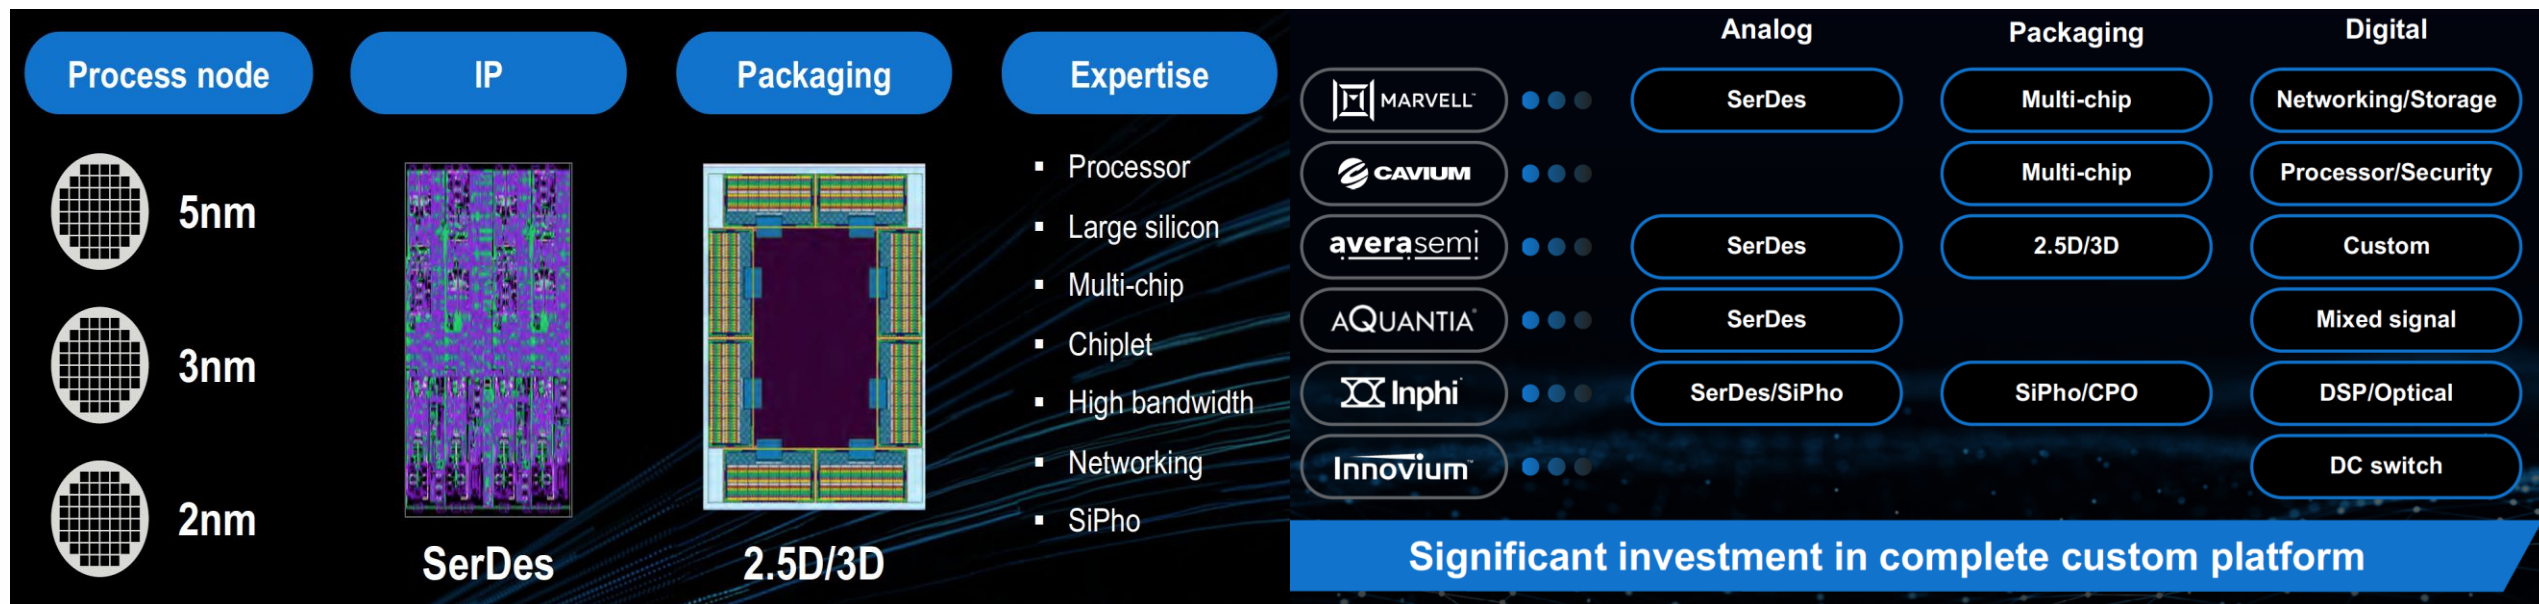 Process node
IP
Packaging
Expertise
5nm
3nm
2nm
SerDes
2.5D/3D
▪ Processor
▪ Large silicon
▪ Multi-chip
▪ Chiplet
▪ High bandwidth
▪ Networking
▪ SiPho
Analog Packaging Digital
MARVELL™ SerDes Multi-chip Networking/Storage
CAVIUM Multi-chip Processor/Security
averasemi SerDes 2.5D/3D Custom
AQUANTIA® SerDes Mixed signal
Inphi SerDes/SiPho SiPho/CPO DSP/Optical
Innovium™ DC switch
Significant investment in complete custom platform